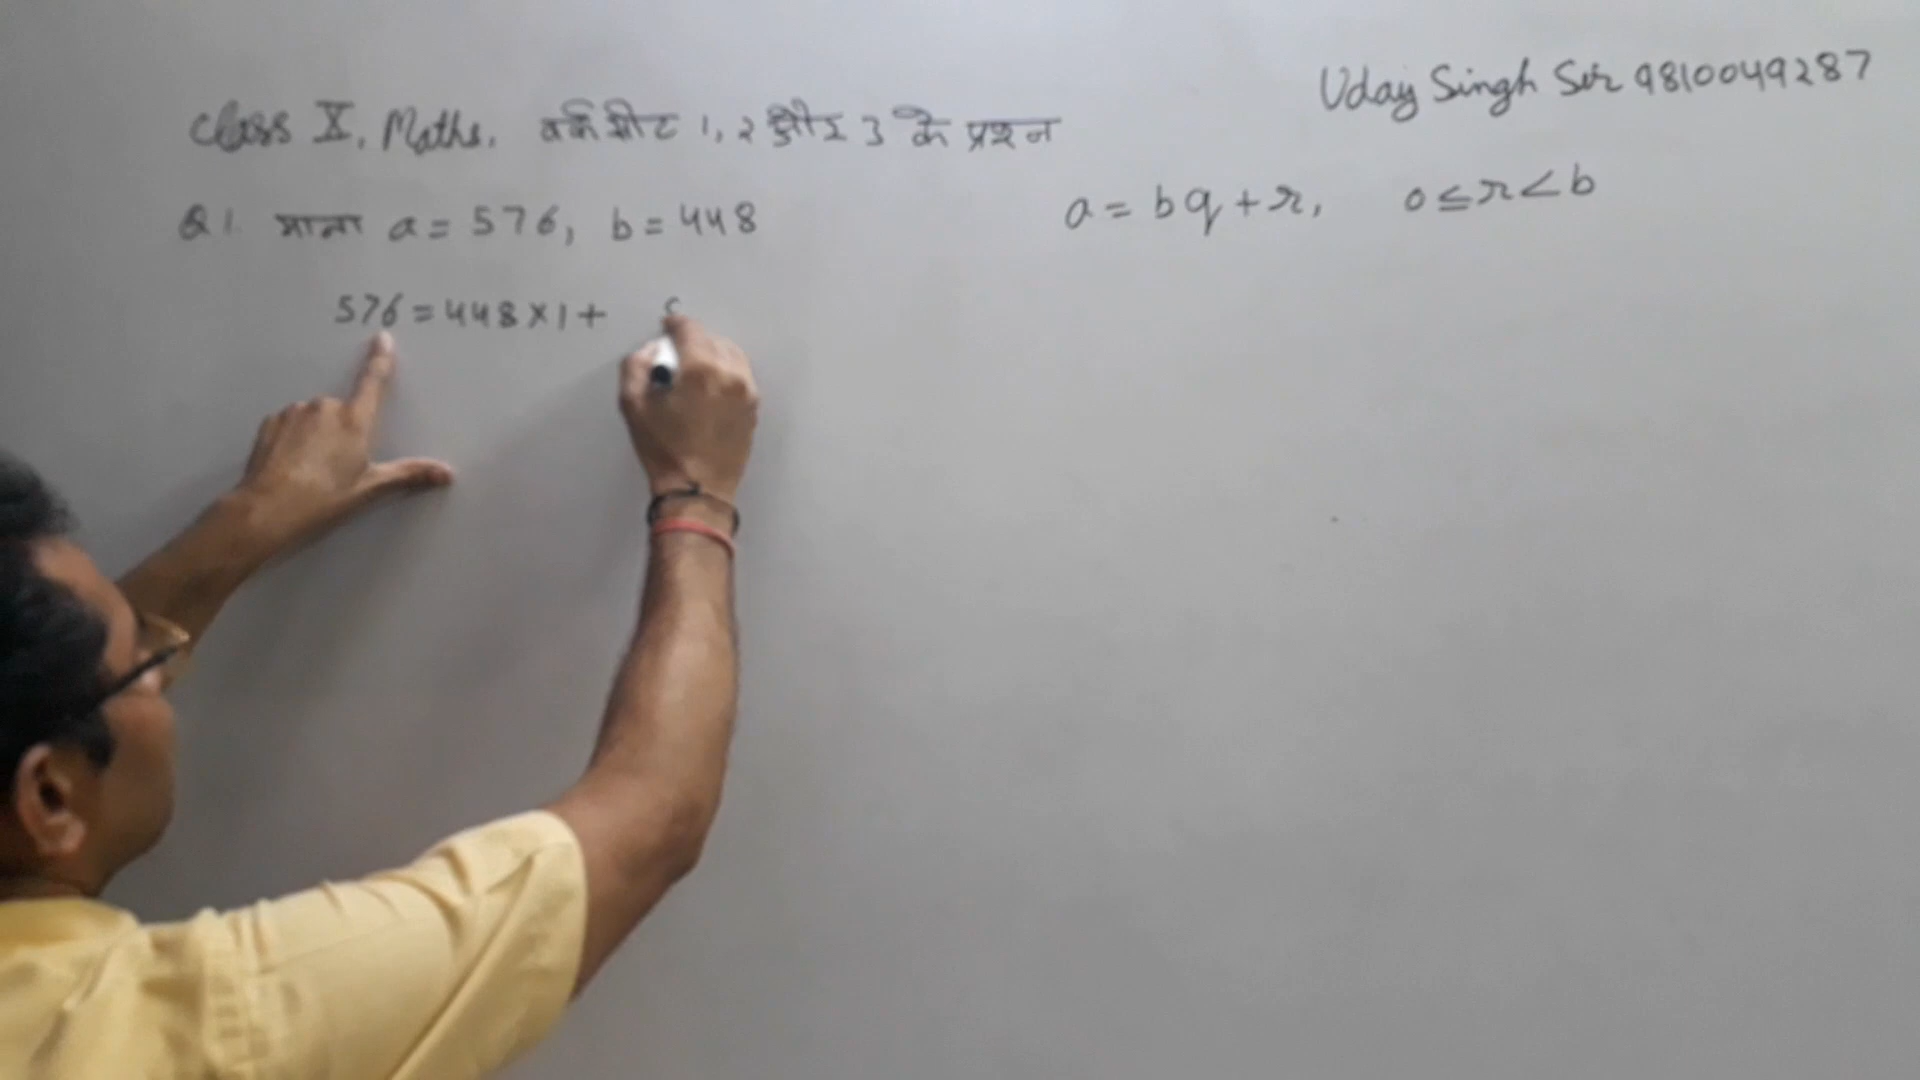 Uday Singh Sir 9810049287
Class X, Maths, वर्कशीट 1, 2 और 3 के प्रश्न
Q1. माना a = 576, b = 448
a = bq + r, 0 ≤ r < b
576 = 448 × 1 +